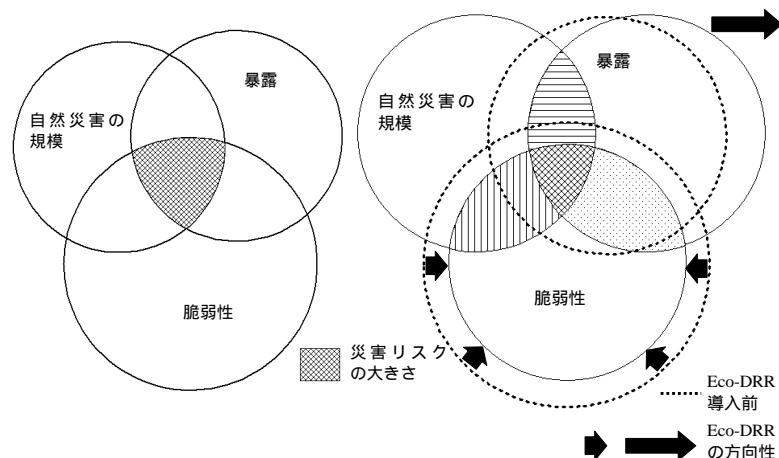 自然災害の
規模
暴露
脆弱性
災害リスク
の大きさ
自然災害の
規模
暴露
脆弱性
Eco-DRR
導入前
Eco-DRR
の方向性